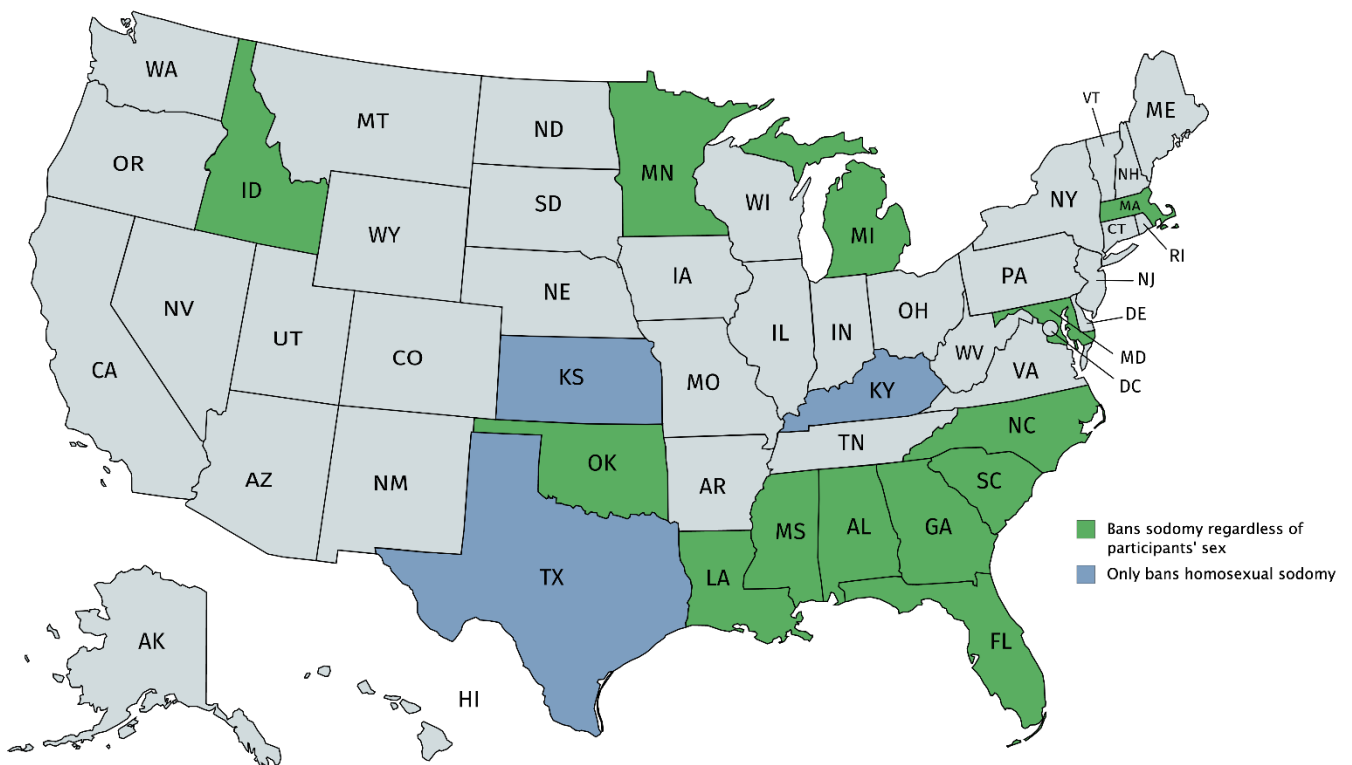 WA
MT
ND
MN
VT
ME
OR
ID
SD
WI
NH
NY
MA
WY
MI
CT
RI
IA
PA
NJ
NE
NV
OH
DE
IL
IN
UT
CO
WV
MD
CA
KS
MO
KY
VA
DC
TN
NC
OK
AZ
NM
AR
SC
MS
AL
GA
Bans sodomy regardless of
participants' sex
Only bans homosexual sodomy
TX
LA
AK
FL
HI